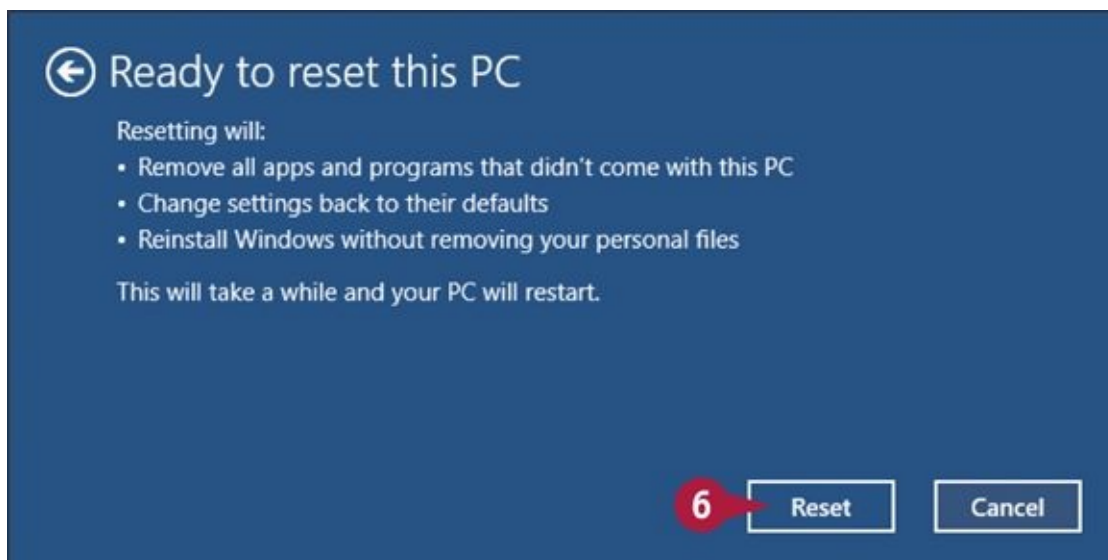 Ready to reset this PC
Resetting will:
• Remove all apps and programs that didn't come with this PC
• Change settings back to their defaults
• Reinstall Windows without removing your personal files
This will take a while and your PC will restart.
6 Reset Cancel